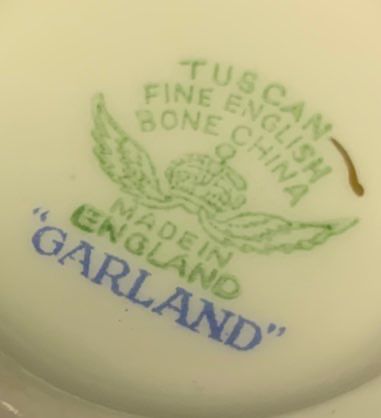 TUSCAN
FINE ENGLISH
BONE CHINA
MADE IN
ENGLAND
"GARLAND"